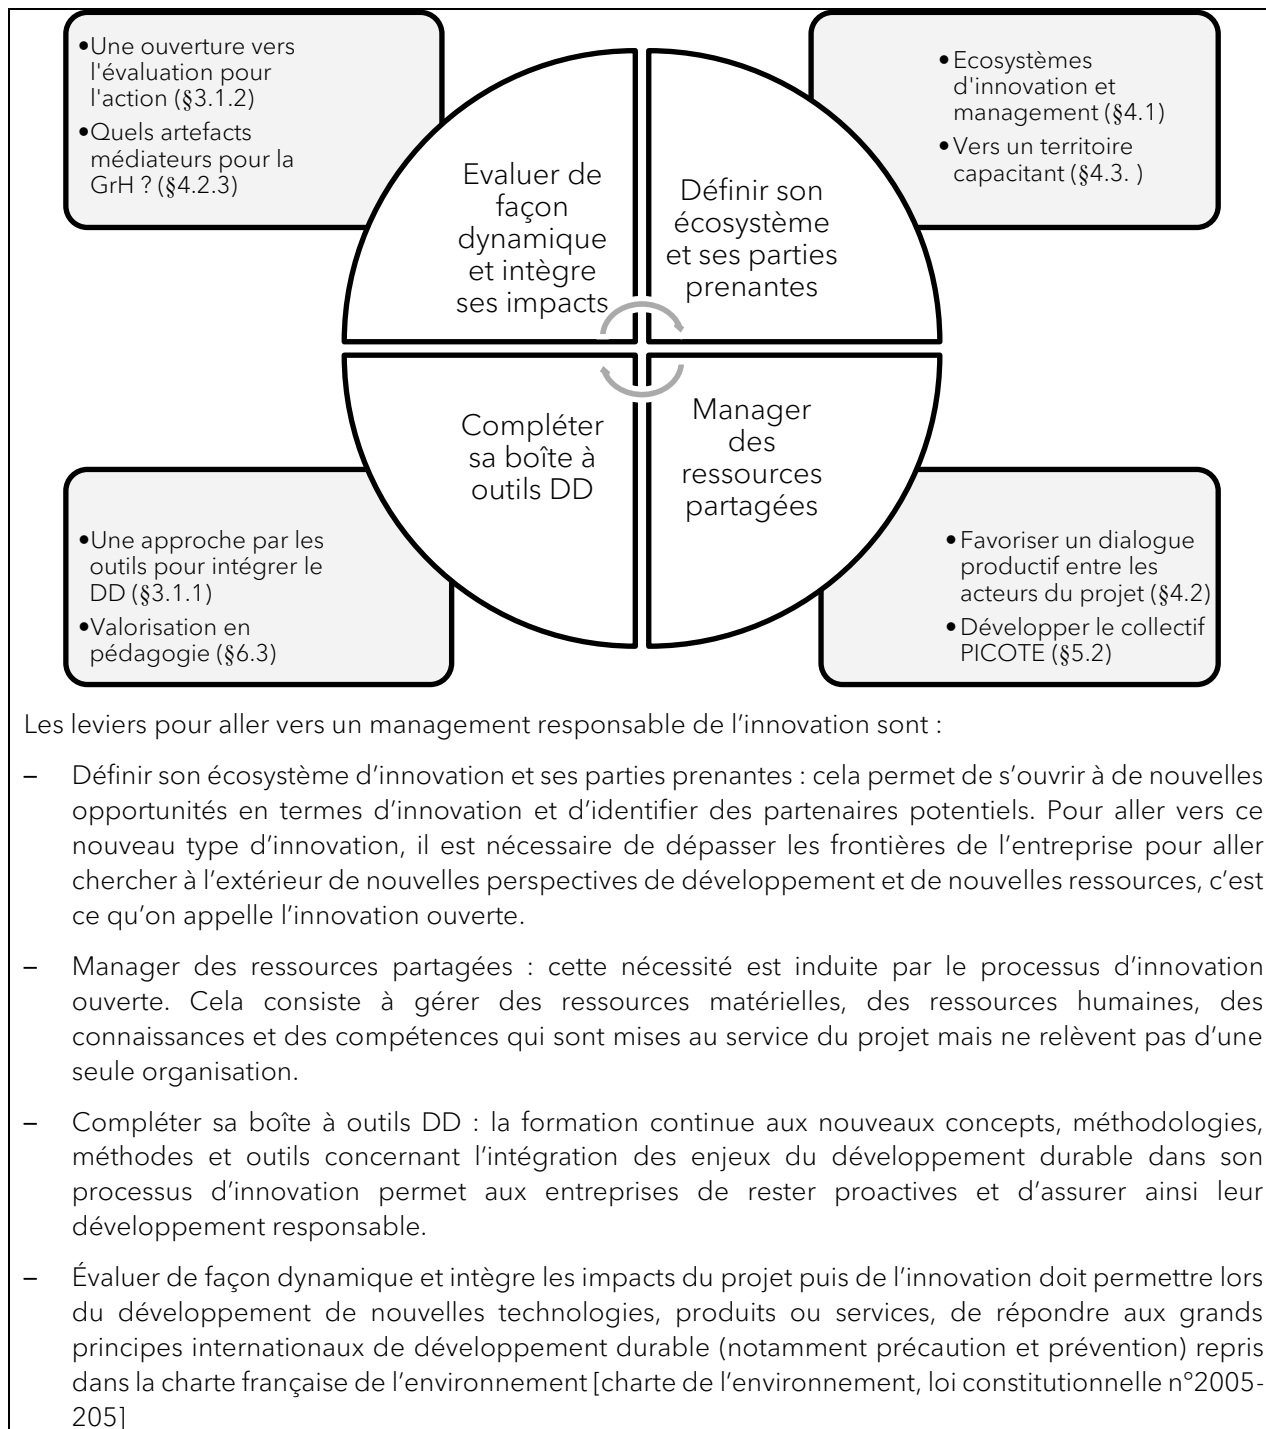 •Une ouverture vers
l'évaluation pour
l'action (§3.1.2)
•Quels artefacts
médiateurs pour la
GrH ? (§4.2.3)
•Ecosystèmes
d'innovation et
management (§4.1)
•Vers un territoire
capacitant (§4.3. )
Evaluer de
façon
dynamique
et intègre
ses impacts
Définir son
écosystème
et ses parties
prenantes
Compléter
sa boîte à
outils DD
Manager
des
ressources
partagées
•Une approche par les
outils pour intégrer le
DD (§3.1.1)
•Valorisation en
pédagogie (§6.3)
•Favoriser un dialogue
productif entre les
acteurs du projet (§4.2)
•Développer le collectif
PICOTE (§5.2)
Les leviers pour aller vers un management responsable de l’innovation sont :
– Définir son écosystème d’innovation et ses parties prenantes : cela permet de s’ouvrir à de nouvelles
opportunités en termes d’innovation et d’identifier des partenaires potentiels. Pour aller vers ce
nouveau type d’innovation, il est nécessaire de dépasser les frontières de l’entreprise pour aller
chercher à l’extérieur de nouvelles perspectives de développement et de nouvelles ressources, c’est
ce qu’on appelle l’innovation ouverte.
– Manager des ressources partagées : cette nécessité est induite par le processus d’innovation
ouverte. Cela consiste à gérer des ressources matérielles, des ressources humaines, des
connaissances et des compétences qui sont mises au service du projet mais ne relèvent pas d’une
seule organisation.
– Compléter sa boîte à outils DD : la formation continue aux nouveaux concepts, méthodologies,
méthodes et outils concernant l’intégration des enjeux du développement durable dans son
processus d’innovation permet aux entreprises de rester proactives et d’assurer ainsi leur
développement responsable.
– Évaluer de façon dynamique et intègre les impacts du projet puis de l’innovation doit permettre lors
du développement de nouvelles technologies, produits ou services, de répondre aux grands
principes internationaux de développement durable (notamment précaution et prévention) repris
dans la charte française de l’environnement [charte de l’environnement, loi constitutionnelle n°2005-
205]